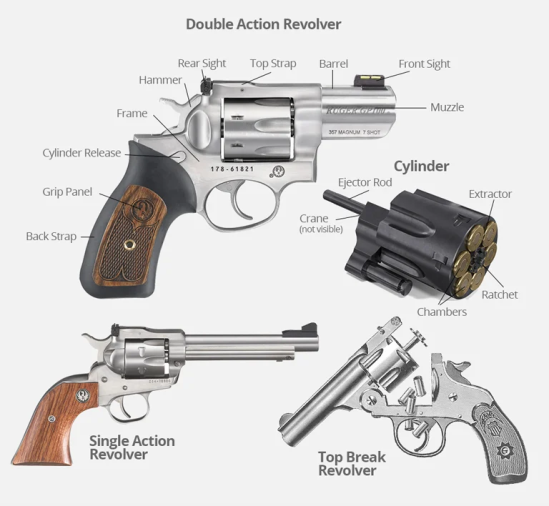 Double Action Revolver
Rear Sight
Top Strap
Barrel
Front Sight
Hammer
Frame
Muzzle
357 MAGNUM 7 SHOT
Cylinder Release
178-61821
Cylinder
Grip Panel
Ejector Rod
Extractor
Crane
(not visible)
Back Strap
Ratchet
Chambers
Single Action
Revolver
Top Break
Revolver